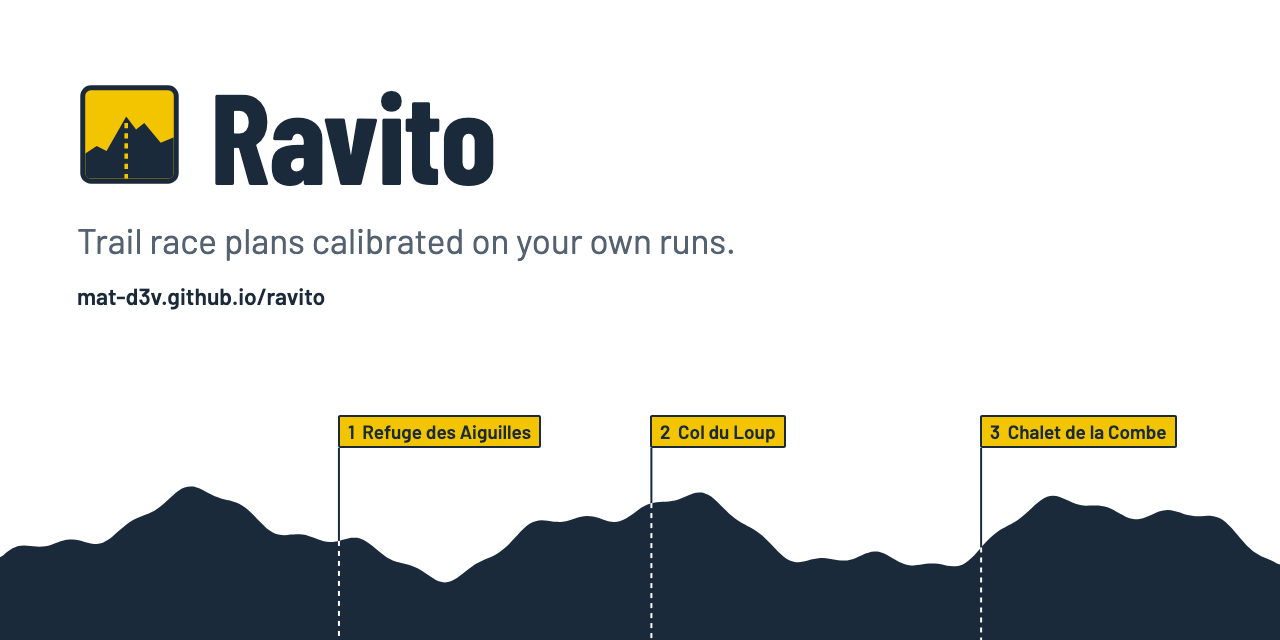 Ravito
Trail race plans calibrated on your own runs.
mat-d3v.github.io/ravito
1 Refuge des Aiguilles
2 Col du Loup
3 Chalet de la Combe